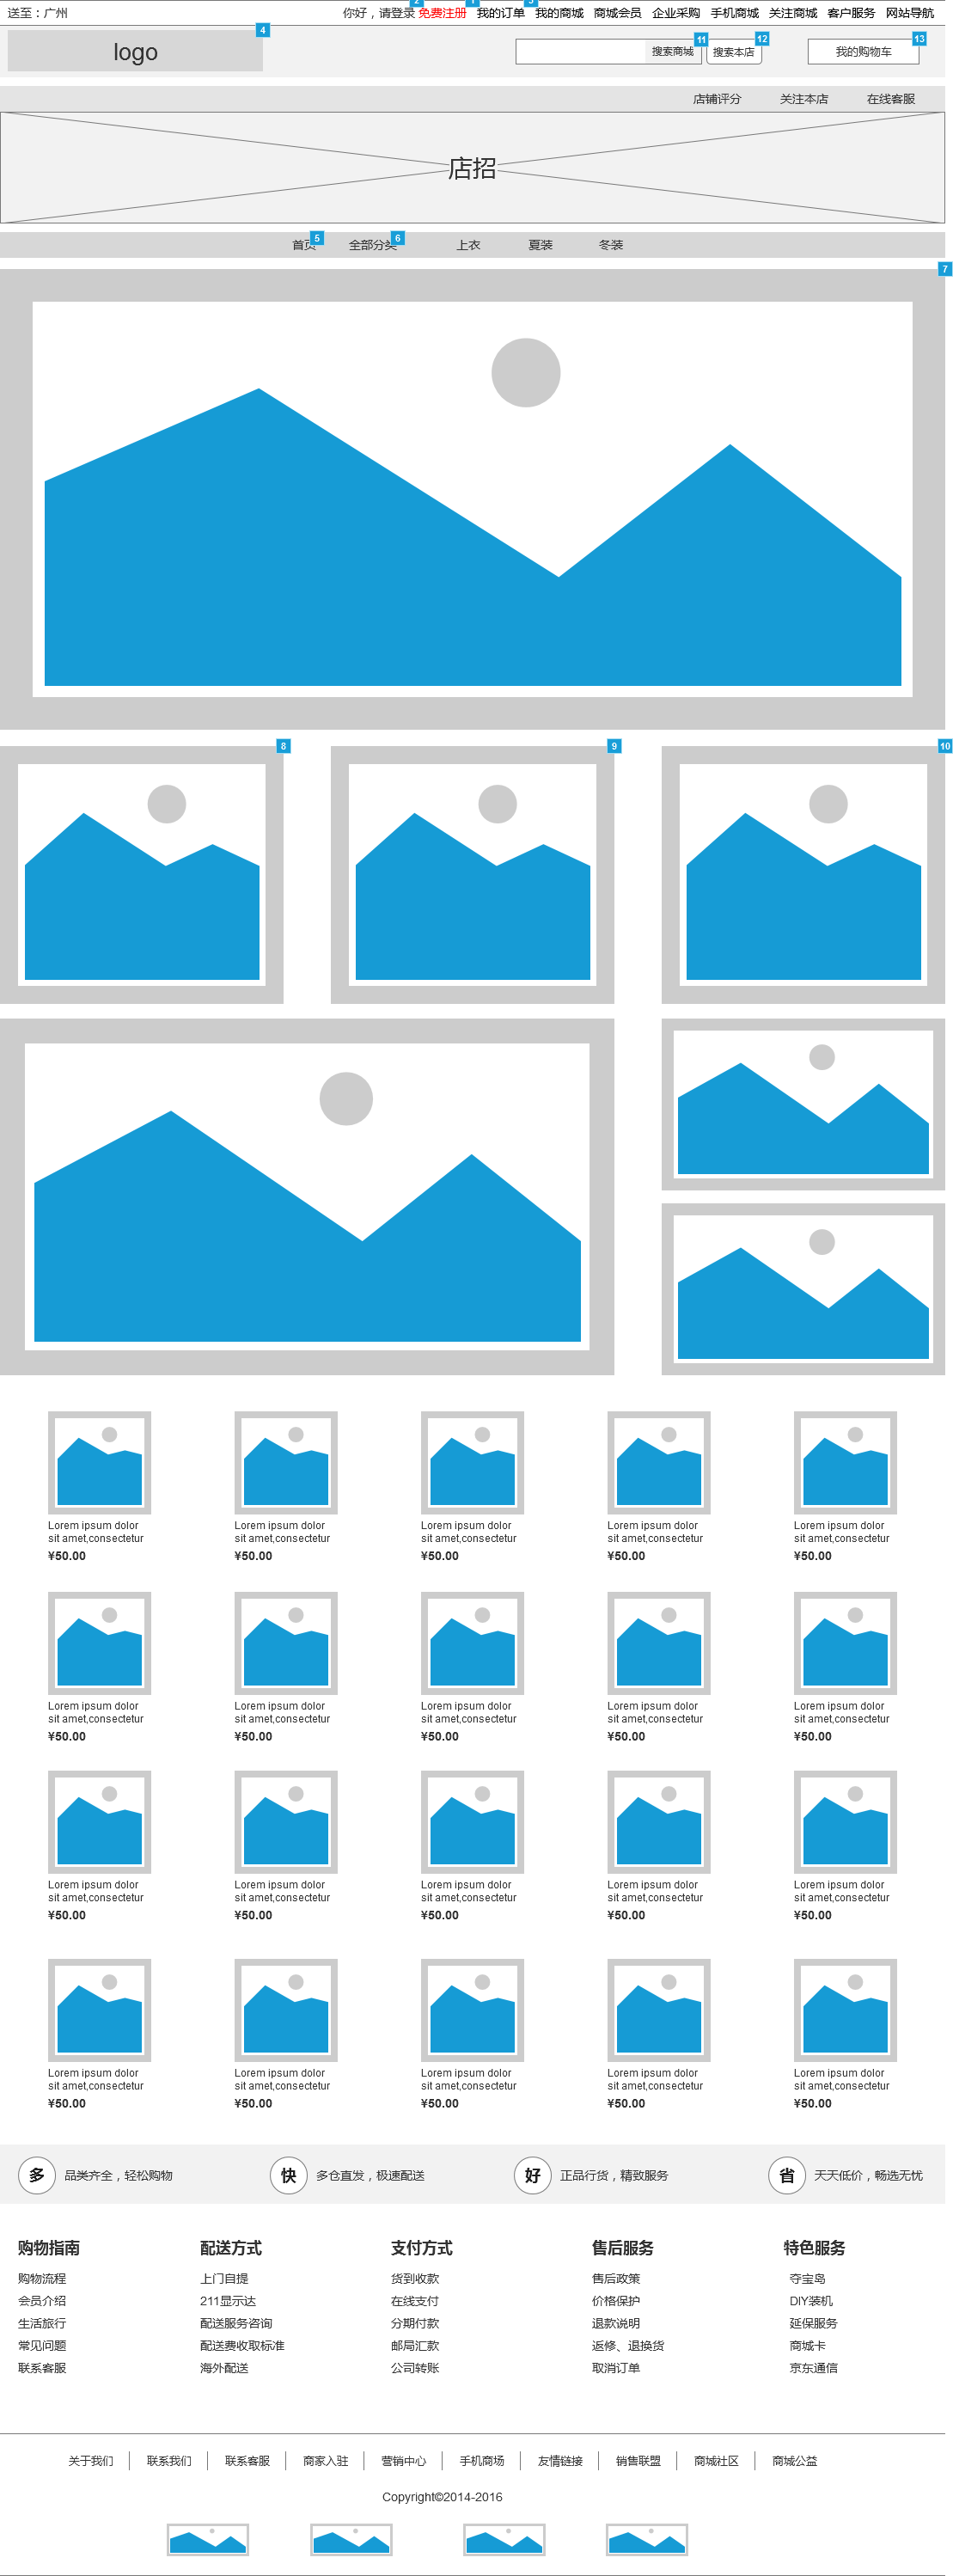 送至：广州 你好，请登录 免费注册 我的订单 我的商城 商城会员 企业采购 手机商城 关注商城 客户服务 网站导航
2 1 3
4
logo
搜索商城 11 搜索本店 12 我的购物车 13
店铺评分 关注本店 在线客服
店招
首页 5 全部分类 6 上衣 夏装 冬装
7
8 9 10
Lorem ipsum dolor Lorem ipsum dolor Lorem ipsum dolor Lorem ipsum dolor Lorem ipsum dolor
sit amet,consectetur sit amet,consectetur sit amet,consectetur sit amet,consectetur sit amet,consectetur
¥50.00 ¥50.00 ¥50.00 ¥50.00 ¥50.00
Lorem ipsum dolor Lorem ipsum dolor Lorem ipsum dolor Lorem ipsum dolor Lorem ipsum dolor
sit amet,consectetur sit amet,consectetur sit amet,consectetur sit amet,consectetur sit amet,consectetur
¥50.00 ¥50.00 ¥50.00 ¥50.00 ¥50.00
Lorem ipsum dolor Lorem ipsum dolor Lorem ipsum dolor Lorem ipsum dolor Lorem ipsum dolor
sit amet,consectetur sit amet,consectetur sit amet,consectetur sit amet,consectetur sit amet,consectetur
¥50.00 ¥50.00 ¥50.00 ¥50.00 ¥50.00
Lorem ipsum dolor Lorem ipsum dolor Lorem ipsum dolor Lorem ipsum dolor Lorem ipsum dolor
sit amet,consectetur sit amet,consectetur sit amet,consectetur sit amet,consectetur sit amet,consectetur
¥50.00 ¥50.00 ¥50.00 ¥50.00 ¥50.00
多 品类齐全，轻松购物 快 多仓直发，极速配送 好 正品行货，精致服务 省 天天低价，畅选无忧
购物指南 配送方式 支付方式 售后服务 特色服务
购物流程 上门自提 货到收款 售后政策 夺宝岛
会员介绍 211显示达 在线支付 价格保护 DIY装机
生活旅行 配送服务咨询 分期付款 退款说明 延保服务
常见问题 配送费收取标准 邮局汇款 返修、退换货 商城卡
联系客服 海外配送 公司转账 取消订单 京东通信
关于我们 联系我们 联系客服 商家入驻 营销中心 手机商场 友情链接 销售联盟 商城社区 商城公益
Copyright©2014-2016